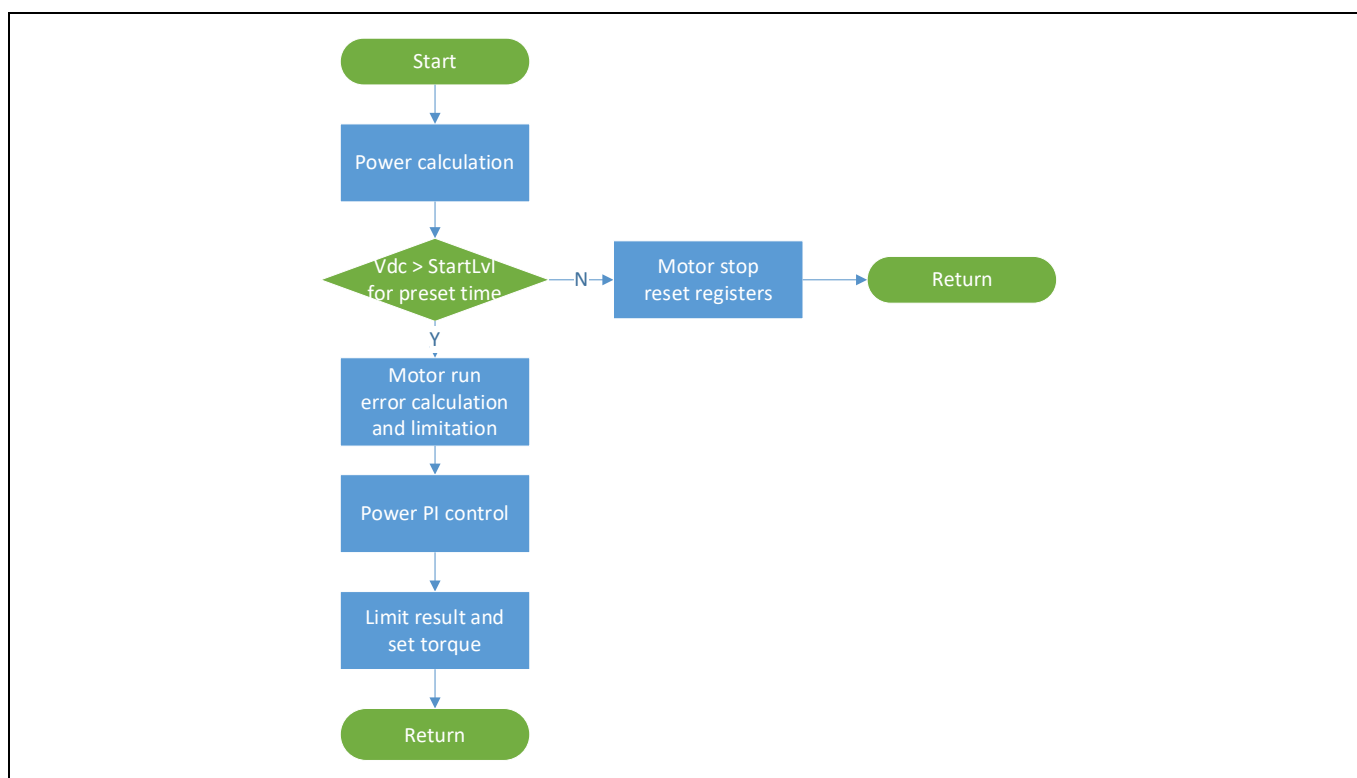 Start
Power calculation
Vdc > StartLvl
for preset time
N
Motor stop
reset registers
Return
Y
Motor run
error calculation
and limitation
Power PI control
Limit result and
set torque
Return